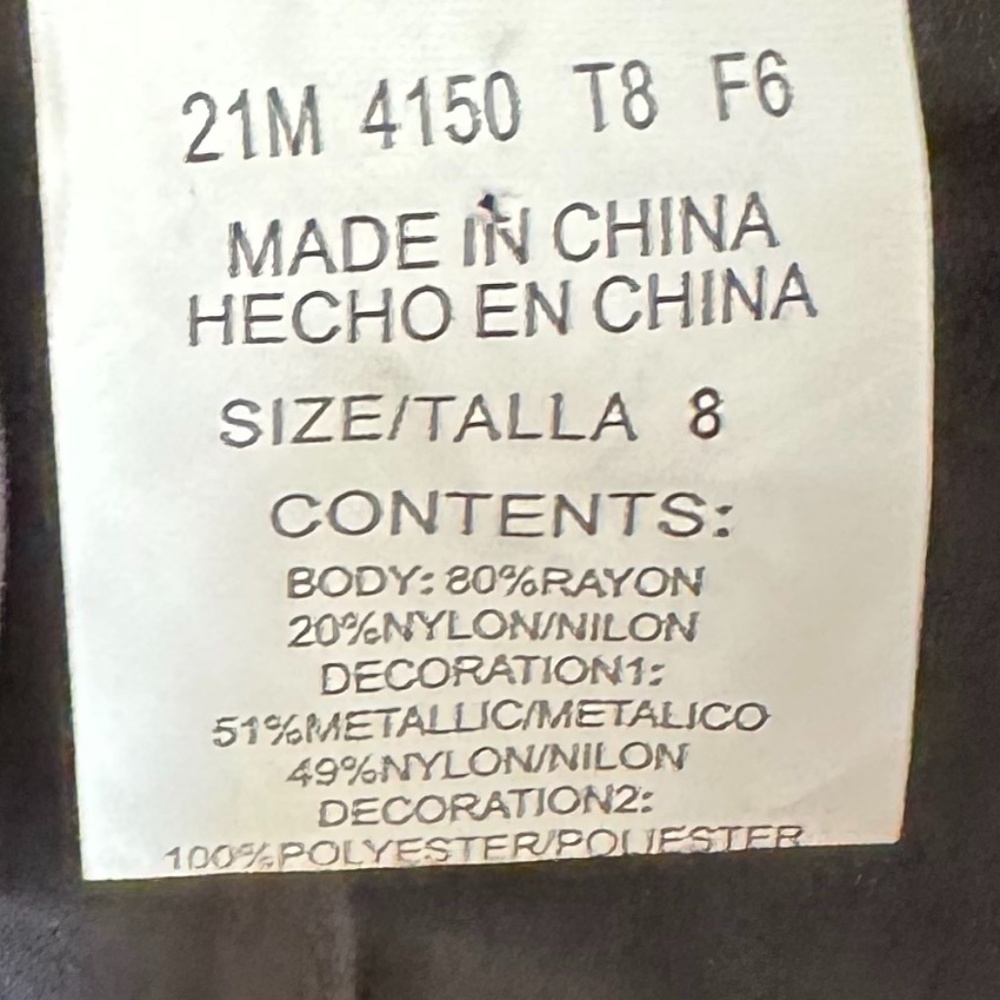 21M 4150 T8 F6
MADE IN CHINA
HECHO EN CHINA
SIZE/TALLA 8
CONTENTS:
BODY: 80%RAYON
20%NYLON/NILON
DECORATION1:
51%METALLIC/METALICO
49%NYLON/NILON
DECORATION2:
100%POLYESTER/POLIESTER